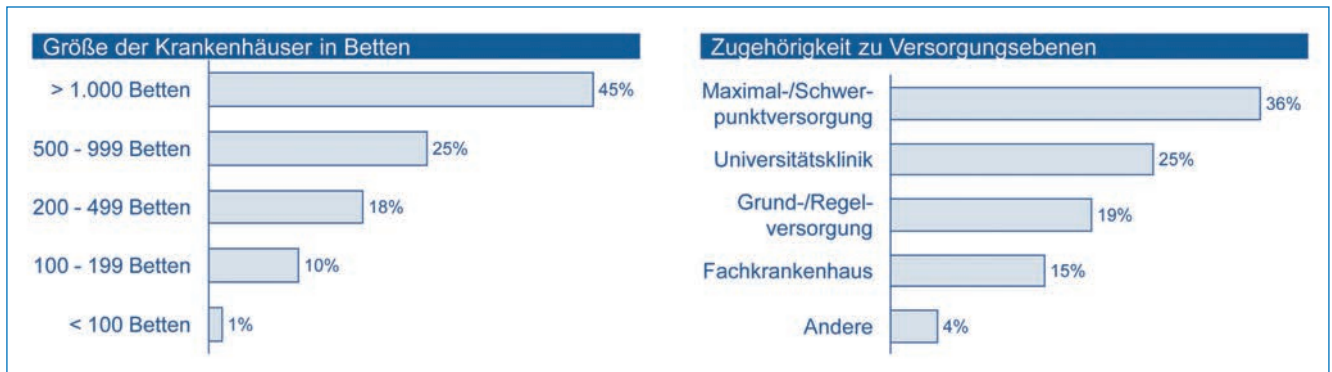 Größe der Krankenhäuser in Betten
> 1.000 Betten
45%
500 - 999 Betten
25%
200 - 499 Betten
18%
100 - 199 Betten
10%
< 100 Betten
1%
Zugehörigkeit zu Versorgungsebenen
Maximal-/Schwer-
punktversorgung
36%
Universitätsklinik
25%
Grund-/Regel-
versorgung
19%
Fachkrankenhaus
15%
Andere
4%